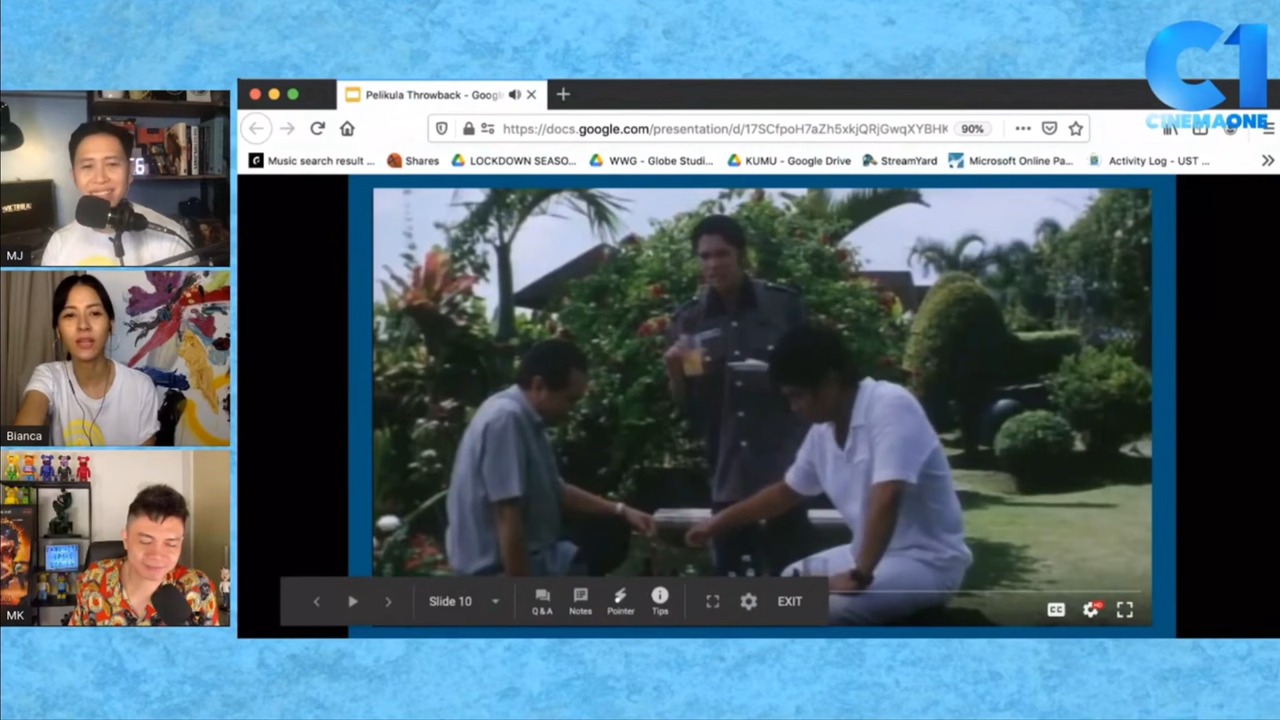 C1
CINEMAONE
Pelikula Throwback - Googl
https://docs.google.com/presentation/d/17SCfpoH7aZh5xkjQRjGwqXYBHK
90%
Music search result ...
Shares
LOCKDOWN SEASO...
WWG - Globe Studi...
KUMU - Google Drive
StreamYard
Microsoft Online Pa...
Activity Log - UST ...
MJ
Bianca
MK
Slide 10
Q&A
Notes
Pointer
Tips
EXIT
CC
HD